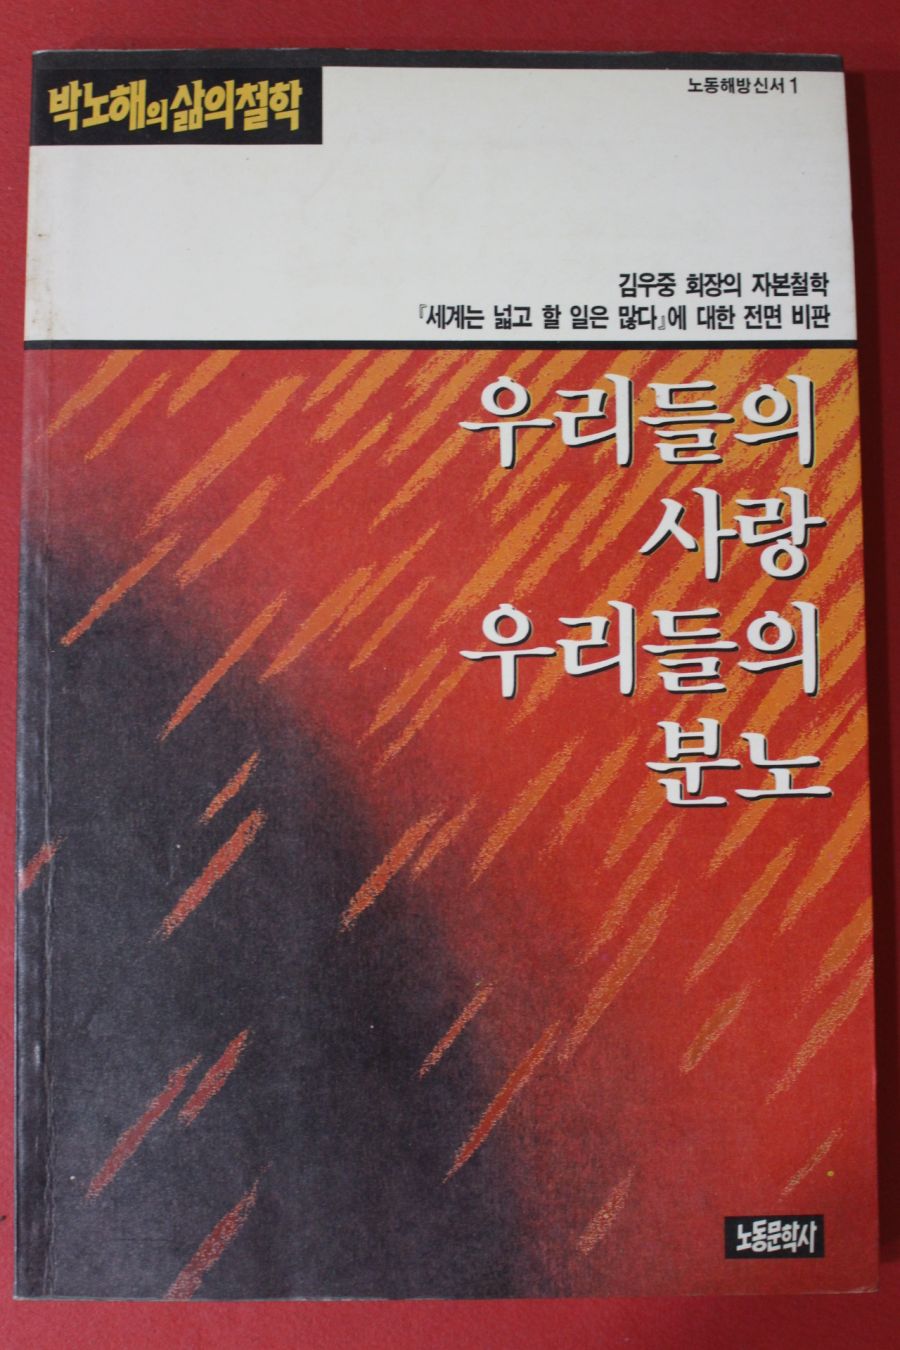 박노해의 삶의 철학
노동해방신서 1
김우중 회장의 자본철학
『세계는 넓고 할 일은 많다』에 대한 전면 비판
우리들의
사랑
우리들의
분노
노동문학사